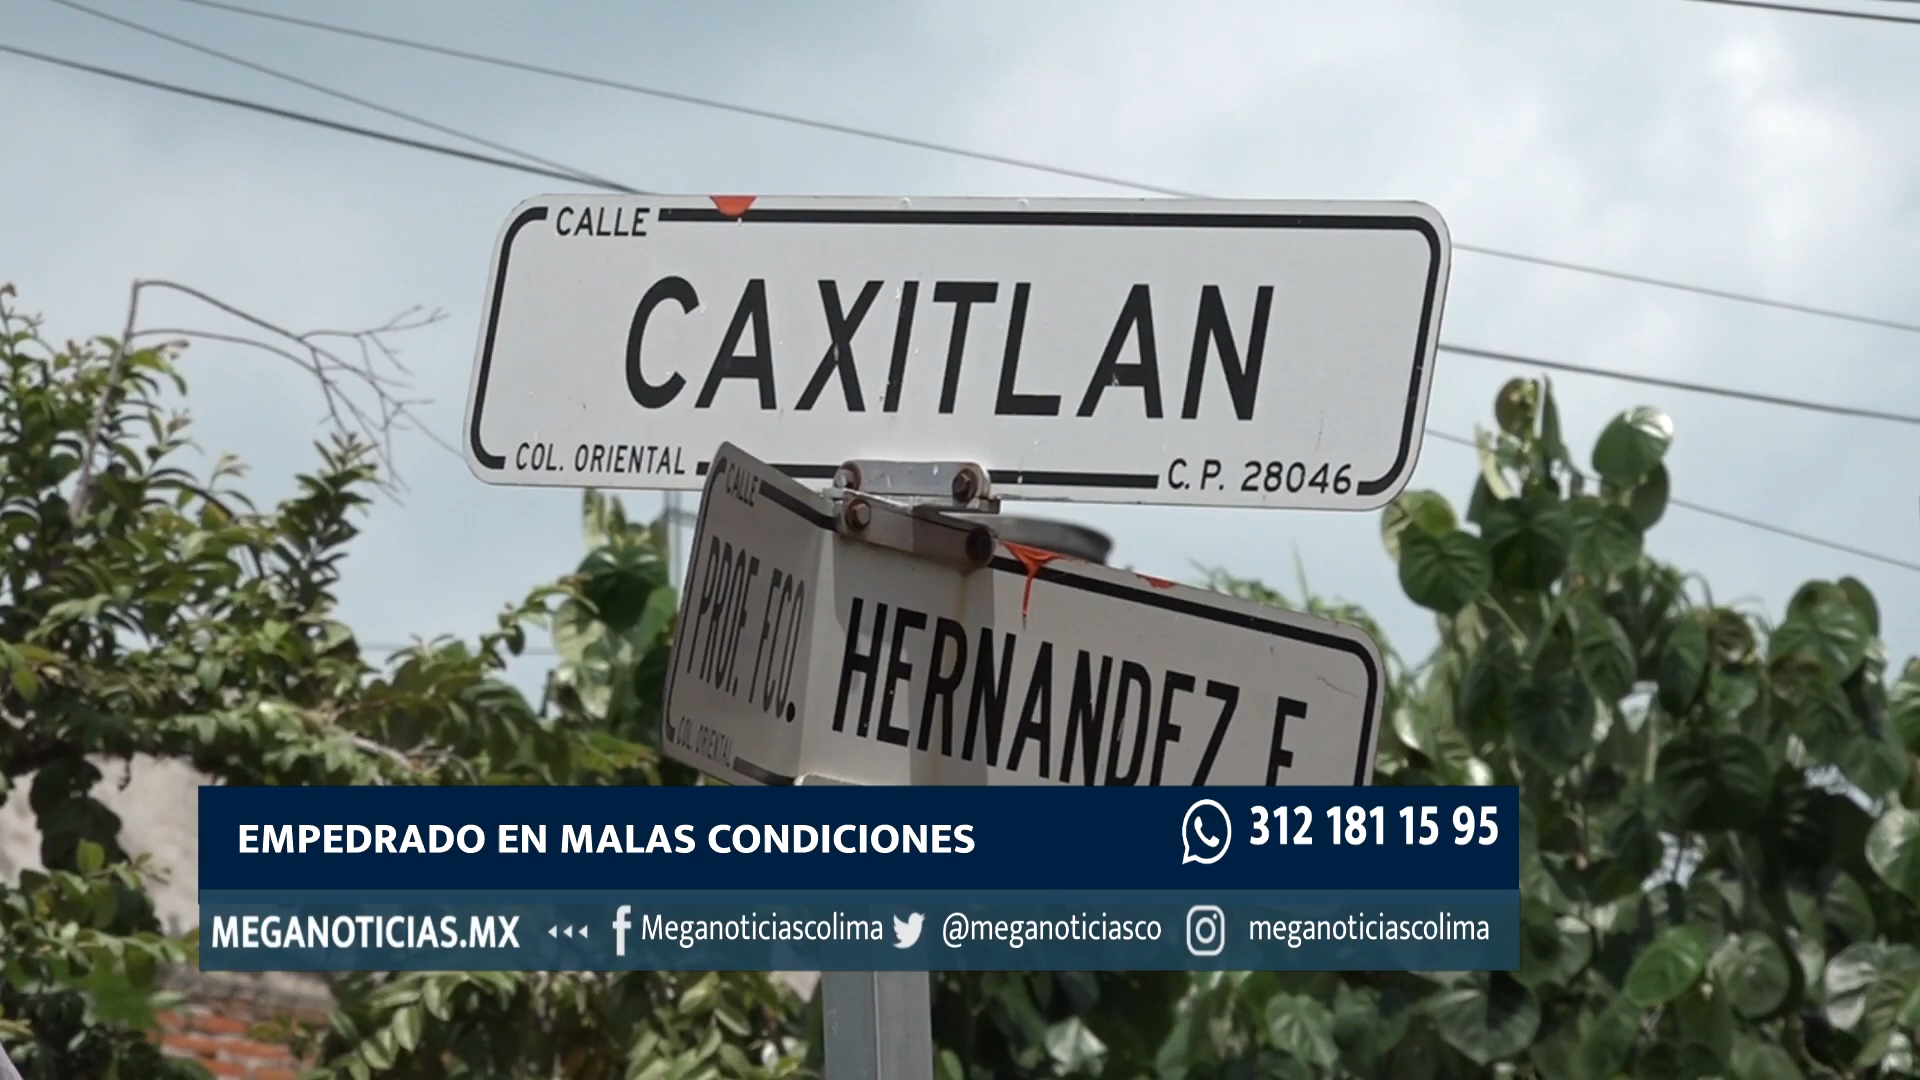 CALLE
CAXITLAN
COL. ORIENTAL
C.P. 28046
CALLE
PROF. FCO. HERNANDEZ E
COL. ORIENTAL
EMPEDRADO EN MALAS CONDICIONES
312 181 15 95
MEGANOTICIAS.MX Meganoticiascolima @meganoticiasco meganoticiascolima